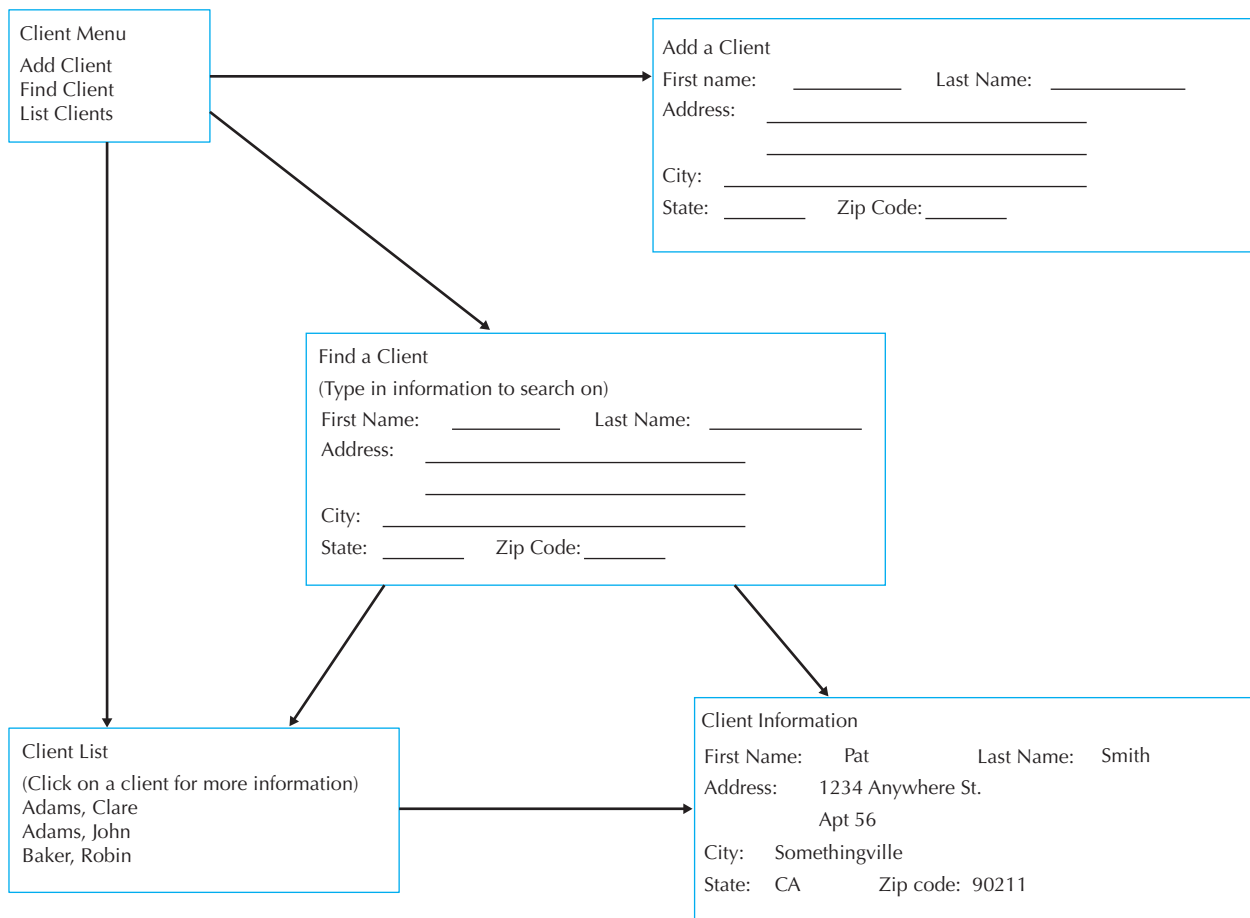 Client Menu
Add Client
Find Client
List Clients
Add a Client
First name: Last Name:
Address:
City:
State: Zip Code:
Find a Client
(Type in information to search on)
First Name: Last Name:
Address:
City:
State: Zip Code:
Client List
(Click on a client for more information)
Adams, Clare
Adams, John
Baker, Robin
Client Information
First Name: Pat Last Name: Smith
Address: 1234 Anywhere St.
Apt 56
City: Somethingville
State: CA Zip code: 90211